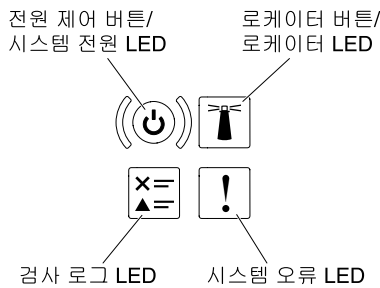 전원 제어 버튼/
시스템 전원 LED
로케이터 버튼/
로케이터 LED
검사 로그 LED
시스템 오류 LED